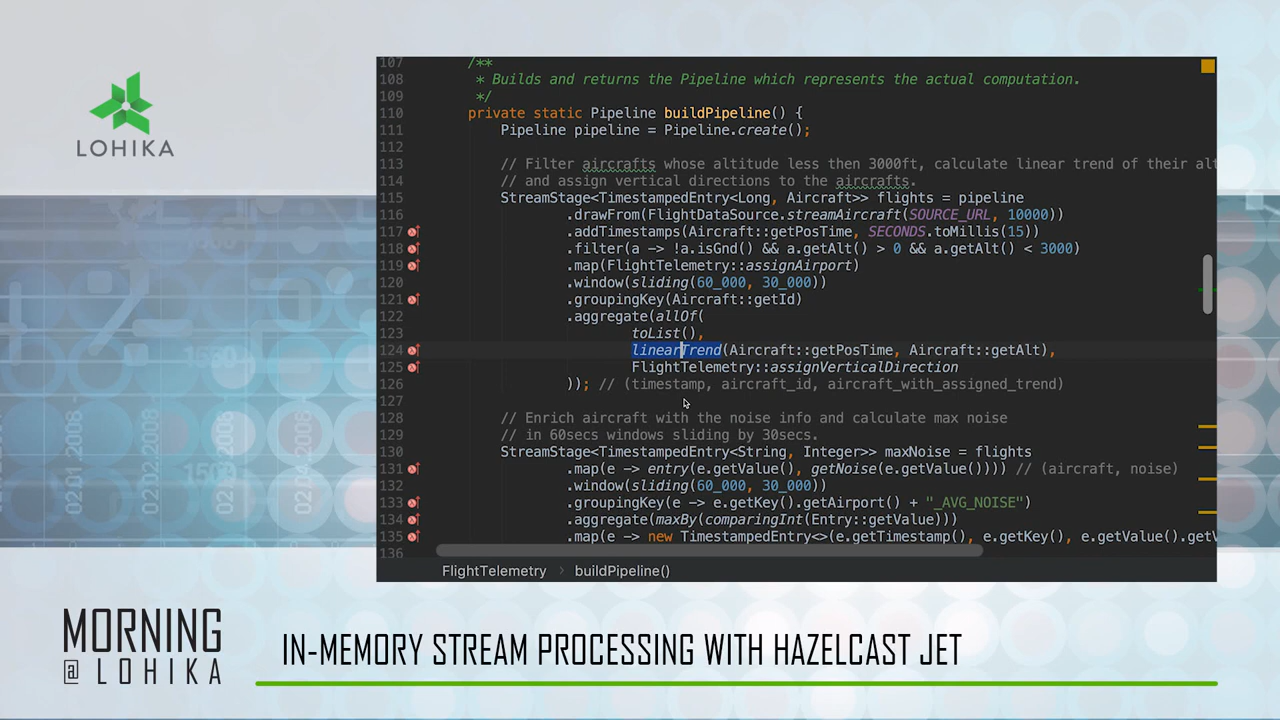 LOHIKA
107 /**
108 * Builds and returns the Pipeline which represents the actual computation.
109 */
110 private static Pipeline buildPipeline() {
111 Pipeline pipeline = Pipeline.create();
112
113 // Filter aircrafts whose altitude less then 3000ft, calculate linear trend of their alt
114 // and assign vertical directions to the aircrafts.
115 StreamStage<TimestampedEntry<Long, Aircraft>> flights = pipeline
116 .drawFrom(FlightDataSource.streamAircraft(SOURCE_URL, 10000))
117 .addTimestamps(Aircraft::getPosTime, SECONDS.toMillis(15))
118 .filter(a -> !a.isGnd() && a.getAlt() > 0 && a.getAlt() < 3000)
119 .map(FlightTelemetry::assignAirport)
120 .window(sliding(60_000, 30_000))
121 .groupingKey(Aircraft::getId)
122 .aggregate(allOf(
123 toList(),
124 linearTrend(Aircraft::getPosTime, Aircraft::getAlt),
125 FlightTelemetry::assignVerticalDirection
126 )); // (timestamp, aircraft_id, aircraft_with_assigned_trend)
127
128 // Enrich aircraft with the noise info and calculate max noise
129 // in 60secs windows sliding by 30secs.
130 StreamStage<TimestampedEntry<String, Integer>> maxNoise = flights
131 .map(e -> entry(e.getValue(), getNoise(e.getValue()))) // (aircraft, noise)
132 .window(sliding(60_000, 30_000))
133 .groupingKey(e -> e.getKey().getAirport() + "_AVG_NOISE")
134 .aggregate(maxBy(comparingInt(Entry::getValue)))
135 .map(e -> new TimestampedEntry<>(e.getTimestamp(), e.getKey(), e.getValue().getV
136
FlightTelemetry › buildPipeline()
02.01.2008
02.03.2008
MORNING
@ LOHIKA
IN-MEMORY STREAM PROCESSING WITH HAZELCAST JET